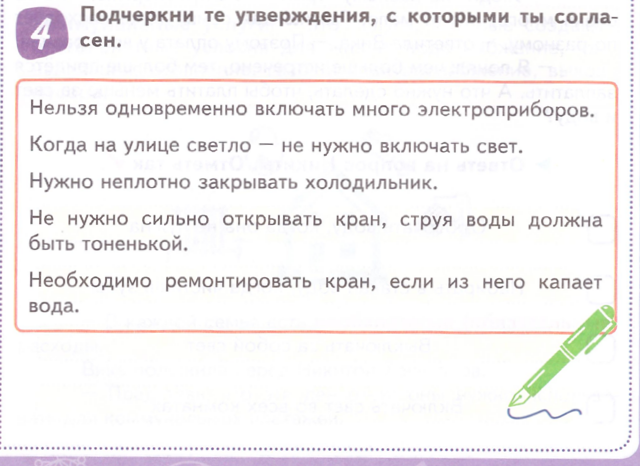 4
Подчеркни те утверждения, с которыми ты согла-
сен.
Нельзя одновременно включать много электроприборов.
Когда на улице светло — не нужно включать свет.
Нужно неплотно закрывать холодильник.
Не нужно сильно открывать кран, струя воды должна
быть тоненькой.
Необходимо ремонтировать кран, если из него капает
вода.